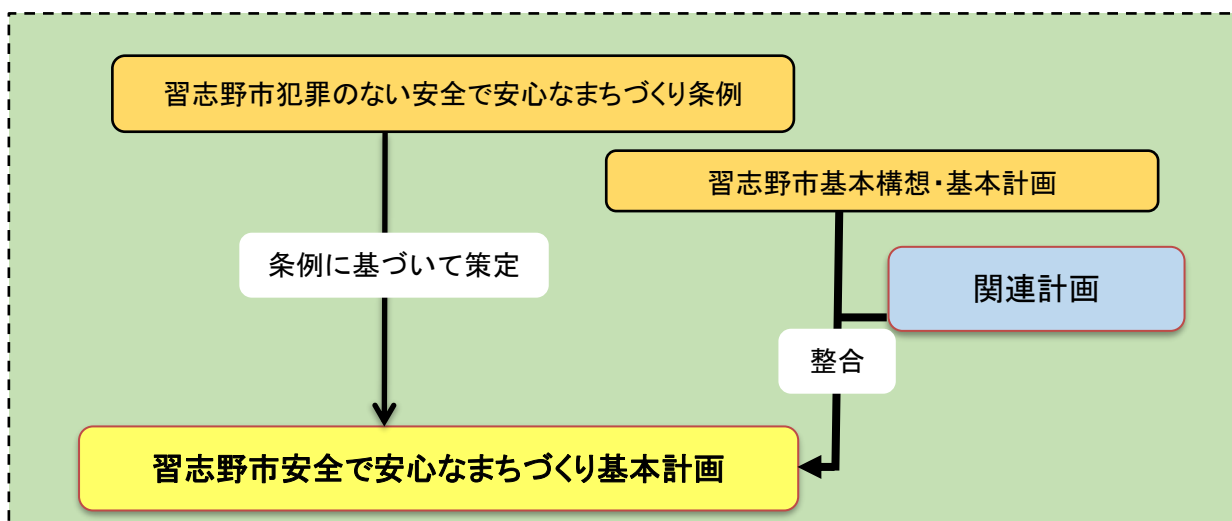 習志野市犯罪のない安全で安心なまちづくり条例
習志野市基本構想・基本計画
条例に基づいて策定
関連計画
整合
習志野市安全で安心なまちづくり基本計画